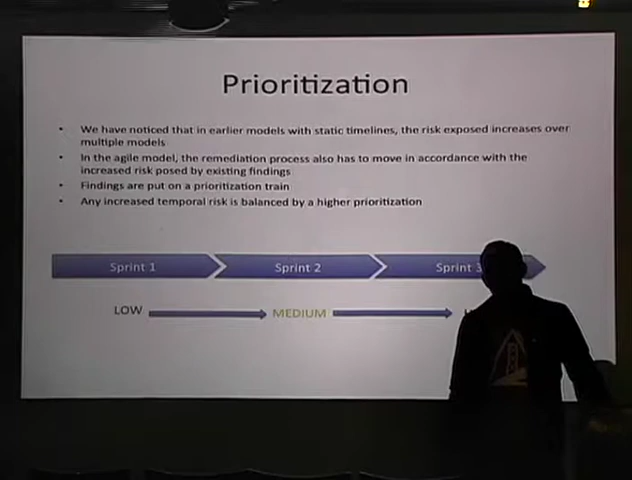 Prioritization
• We have noticed that in earlier models with static timelines, the risk exposed increases over
multiple models
• In the agile model, the remediation process also has to move in accordance with the
increased risk posed by existing findings
• Findings are put on a prioritization train
• Any increased temporal risk is balanced by a higher prioritization
Sprint 1 Sprint 2 Sprint
LOW MEDIUM